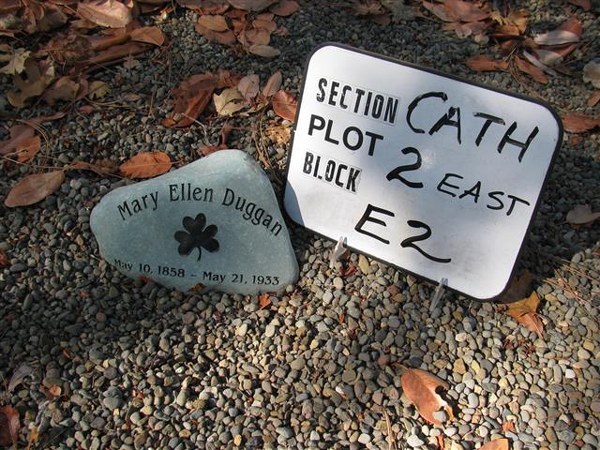 Mary Ellen Duggan
May 10, 1858 - May 21, 1933
SECTION CATH
PLOT 2 EAST
BLOCK E2